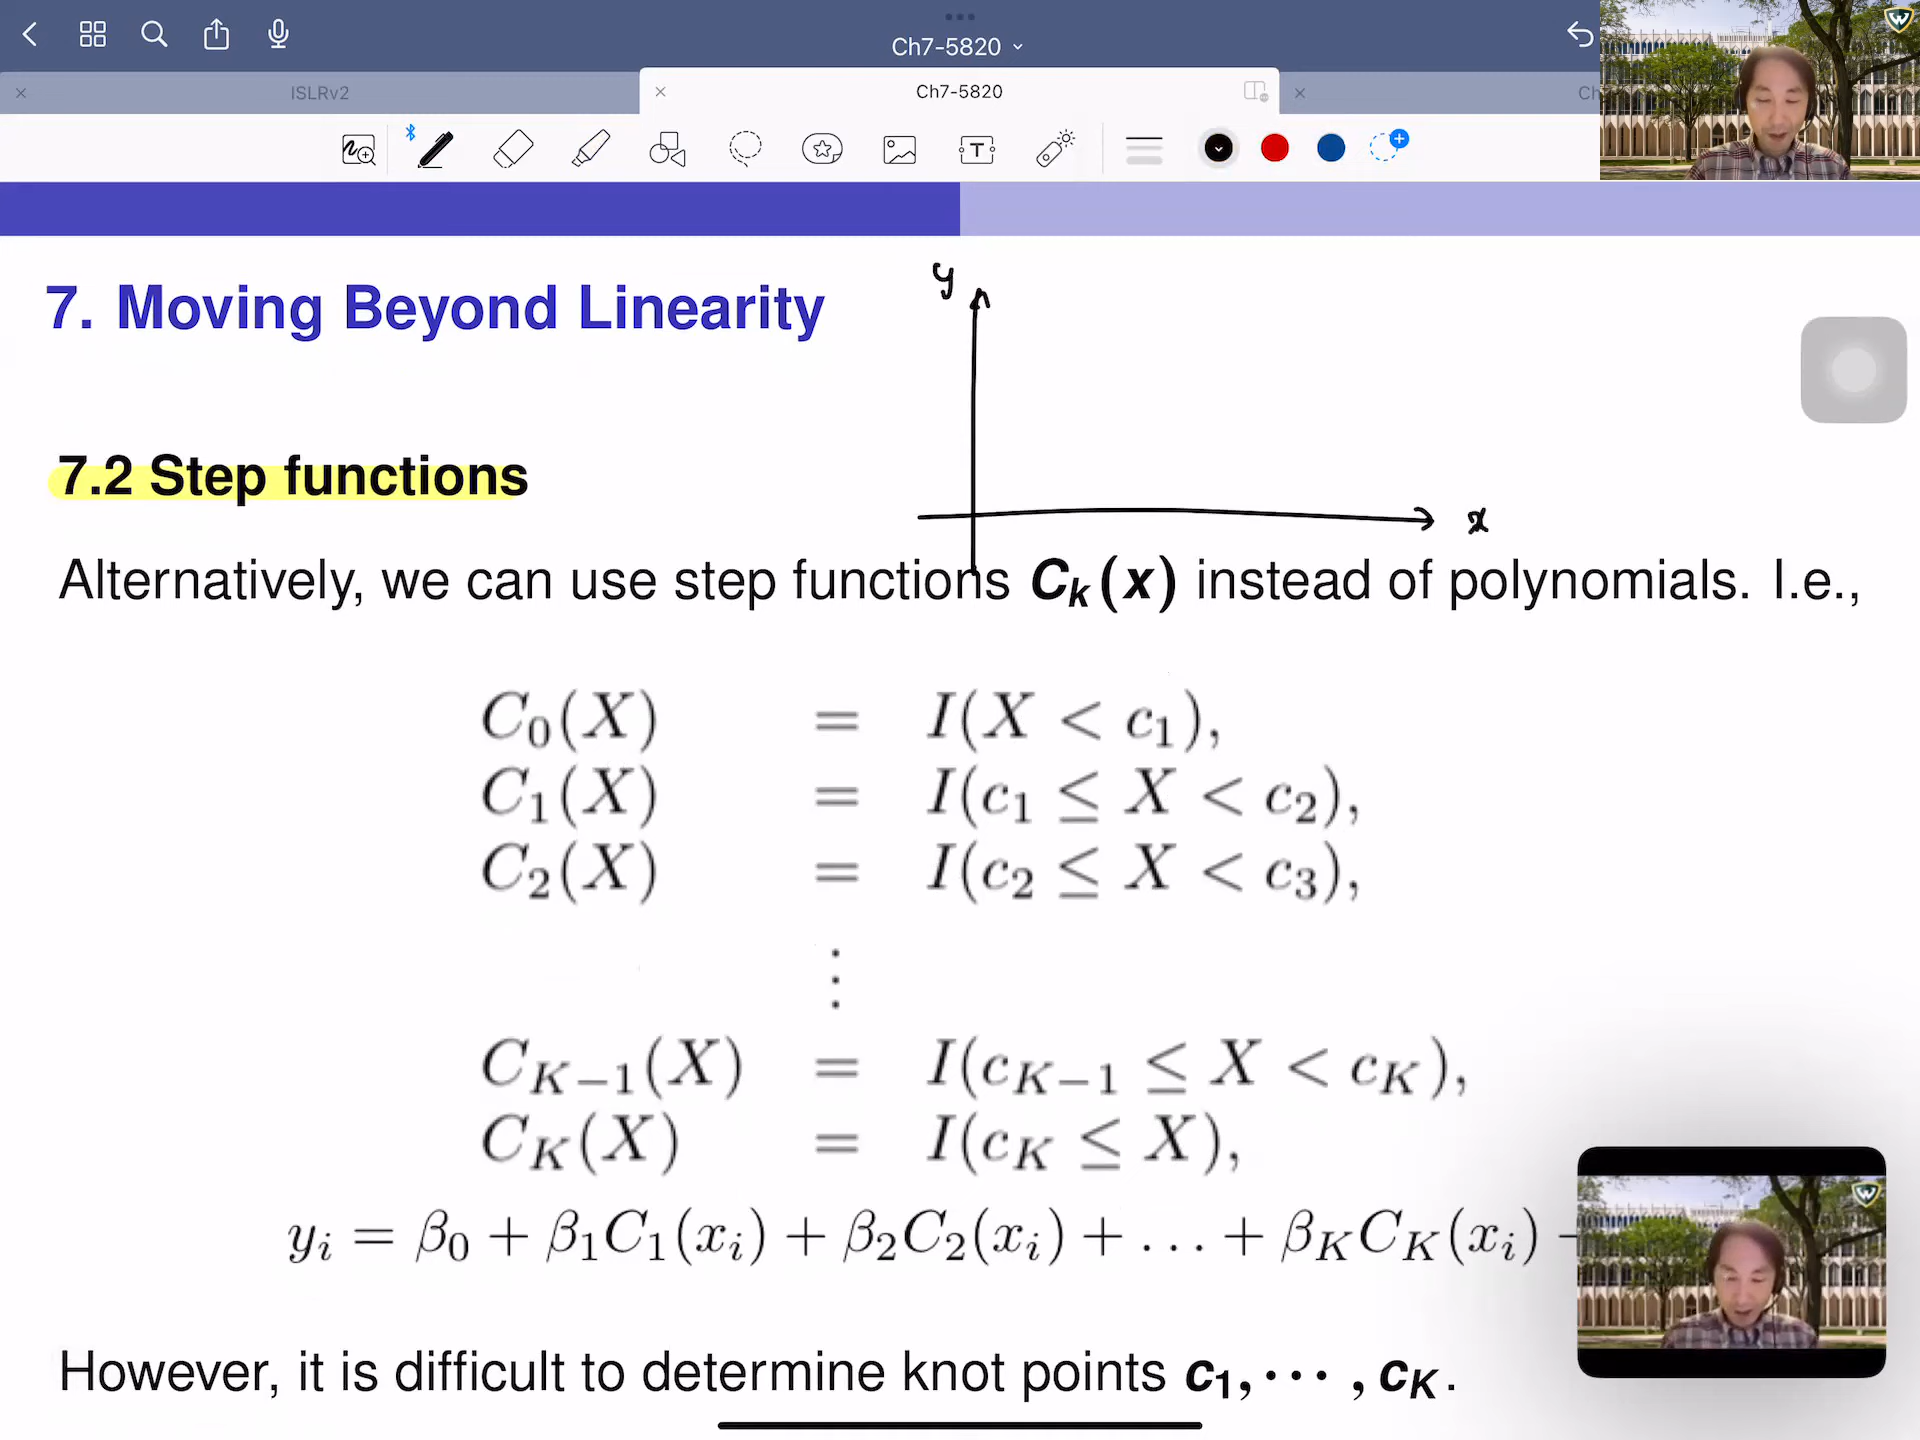 Ch7-5820
ISLRv2
Ch7-5820
Ch
T
W
7. Moving Beyond Linearity
y
7.2 Step functions
x
Alternatively, we can use step functions C_k(x) instead of polynomials. I.e.,
C_0(X) = I(X < c_1),
C_1(X) = I(c_1 ≤ X < c_2),
C_2(X) = I(c_2 ≤ X < c_3),
⋮
C_{K−1}(X) = I(c_{K−1} ≤ X < c_K),
C_K(X) = I(c_K ≤ X),
W
y_i = β_0 + β_1C_1(x_i) + β_2C_2(x_i) + ... + β_KC_K(x_i)
However, it is difficult to determine knot points c_1, ⋯ , c_K.